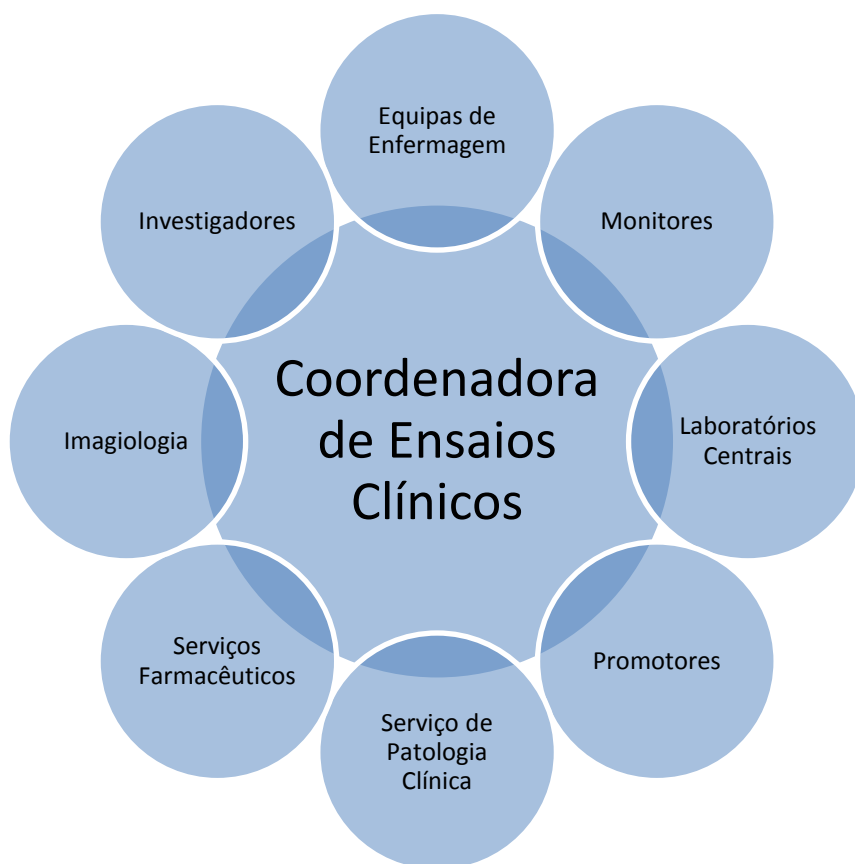 Equipas de
Enfermagem
Investigadores
Monitores
Coordenadora
de Ensaios
Clínicos
Imagiologia
Laboratórios
Centrais
Serviços
Farmacêuticos
Promotores
Serviço de
Patologia
Clínica